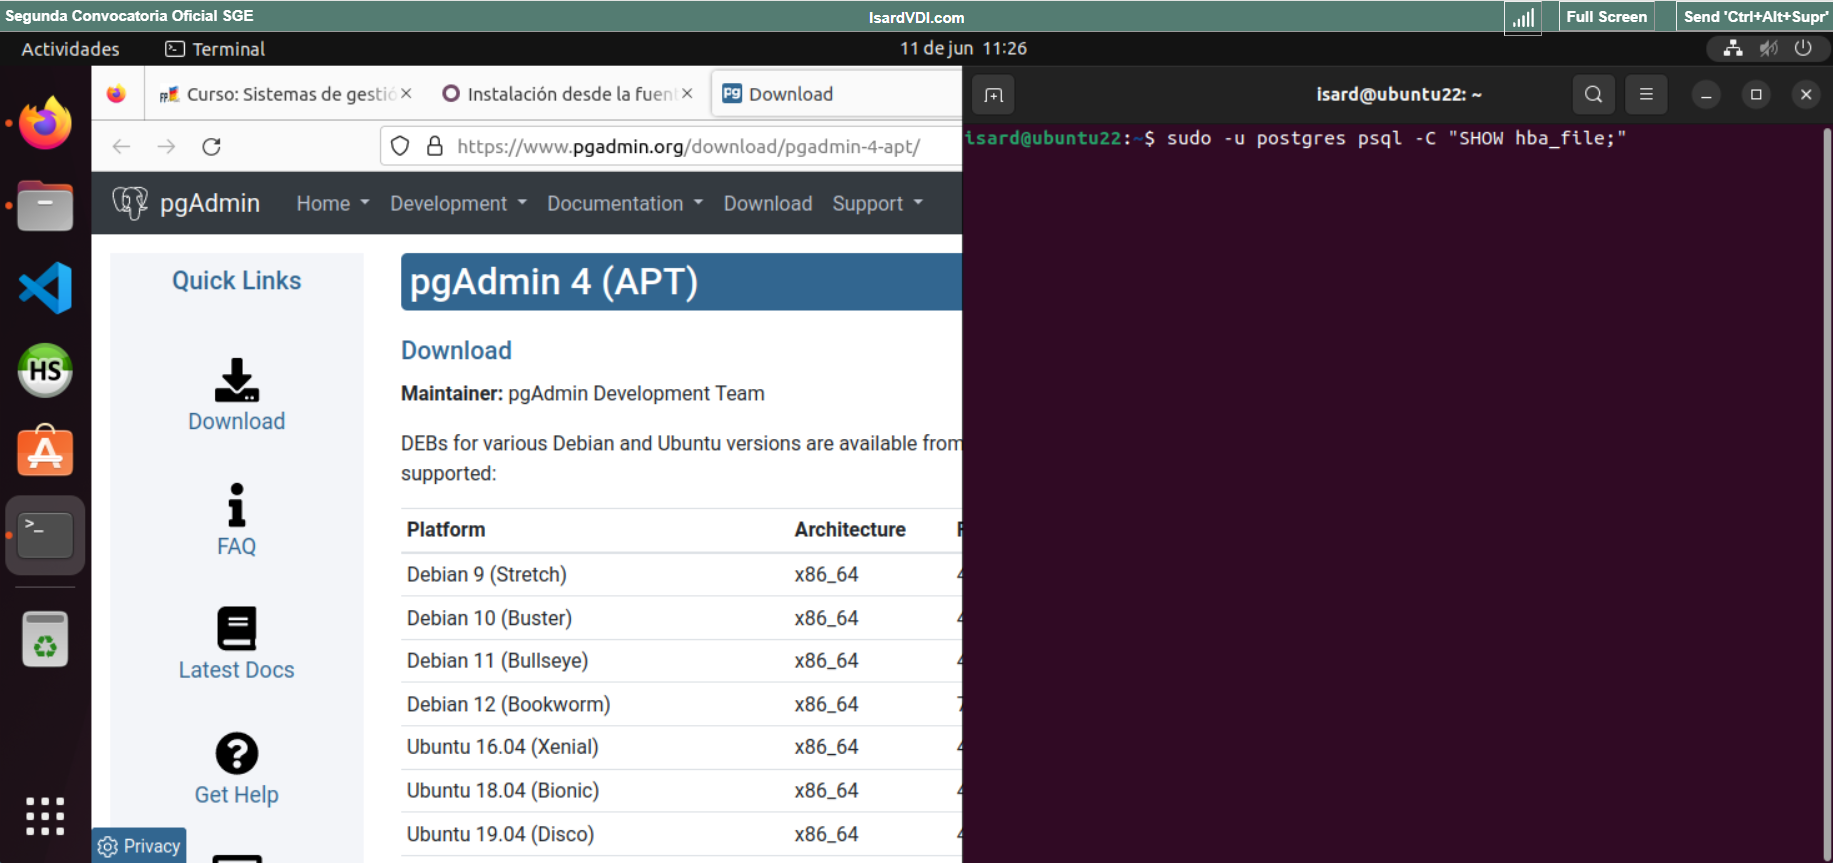 Segunda Convocatoria Oficial SGE
IsardVDI.com
Full Screen
Send 'Ctrl+Alt+Supr'
Actividades
Terminal
11 de jun 11:26
Curso: Sistemas de gestió
Instalación desde la fuent
Download
https://www.pgadmin.org/download/pgadmin-4-apt/
pgAdmin
Home
Development
Documentation
Download
Support
Quick Links
Download
FAQ
Latest Docs
Get Help
Privacy
pgAdmin 4 (APT)
Download
Maintainer: pgAdmin Development Team
DEBs for various Debian and Ubuntu versions are available from
supported:
Platform Architecture
Debian 9 (Stretch) x86_64
Debian 10 (Buster) x86_64
Debian 11 (Bullseye) x86_64
Debian 12 (Bookworm) x86_64
Ubuntu 16.04 (Xenial) x86_64
Ubuntu 18.04 (Bionic) x86_64
Ubuntu 19.04 (Disco) x86_64
isard@ubuntu22: ~
isard@ubuntu22:~$ sudo -u postgres psql -C "SHOW hba_file;"